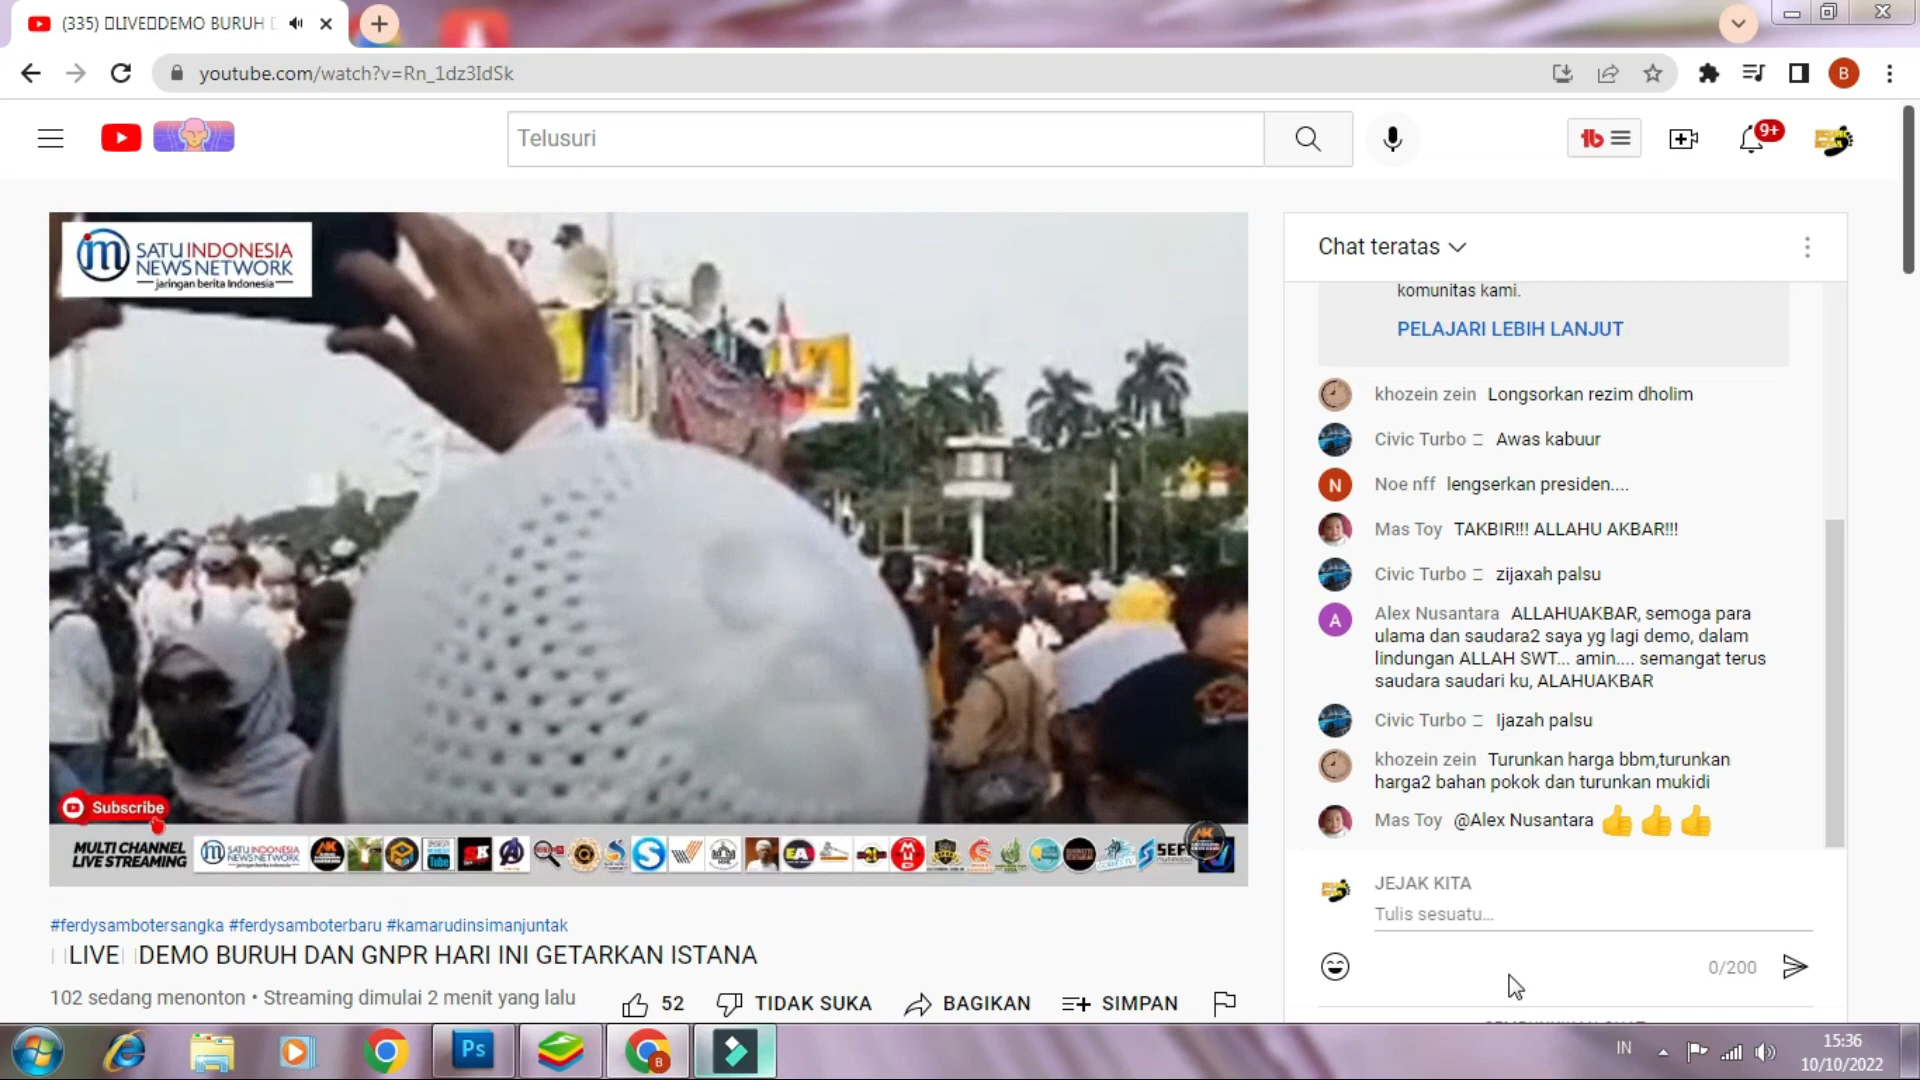 (335) LIVE DEMO BURUH D
youtube.com/watch?v=Rn_1dz3IdSk
B
Telusuri
9+
SATU INDONESIA
NEWS NETWORK
jaringan berita Indonesia
Subscribe
MULTI CHANNEL
LIVE STREAMING
SATU INDONESIA
NEWS NETWORK
#ferdysambotersangka #ferdysamboterbaru #kamarudinsimanjuntak
LIVE DEMO BURUH DAN GNPR HARI INI GETARKAN ISTANA
102 sedang menonton • Streaming dimulai 2 menit yang lalu
52
TIDAK SUKA
BAGIKAN
SIMPAN
Chat teratas
komunitas kami.
PELAJARI LEBIH LANJUT
khozein zein Longsorkan rezim dholim
Civic Turbo Awas kabuur
N
Noe nff lengserkan presiden....
Mas Toy TAKBIR!!! ALLAHU AKBAR!!!
Civic Turbo zijaxah palsu
A
Alex Nusantara ALLAHUAKBAR, semoga para
ulama dan saudara2 saya yg lagi demo, dalam
lindungan ALLAH SWT... amin.... semangat terus
saudara saudari ku, ALAHUAKBAR
Civic Turbo Ijazah palsu
khozein zein Turunkan harga bbm,turunkan
harga2 bahan pokok dan turunkan mukidi
Mas Toy @Alex Nusantara 👍👍👍
JEJAK KITA
Tulis sesuatu...
0/200
Ps
B
IN
15:36
10/10/2022